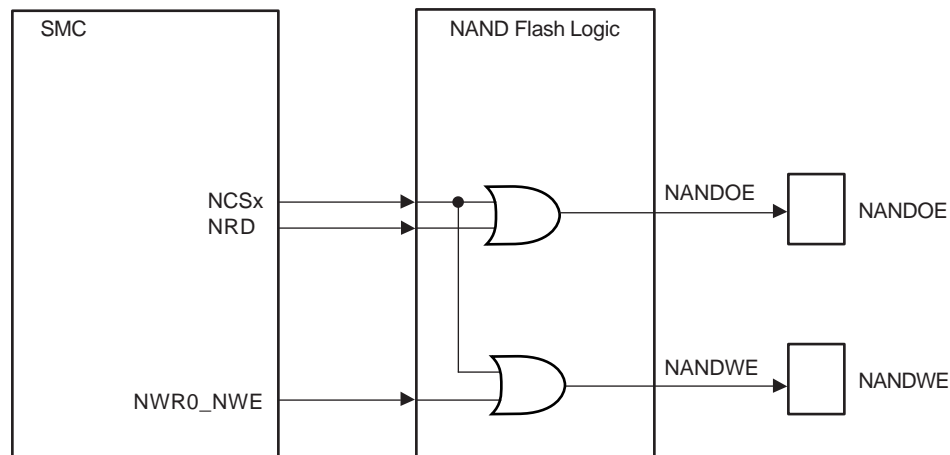 SMC
NAND Flash Logic
NCSx
NRD
NANDOE
NANDOE
NWR0_NWE
NANDWE
NANDWE